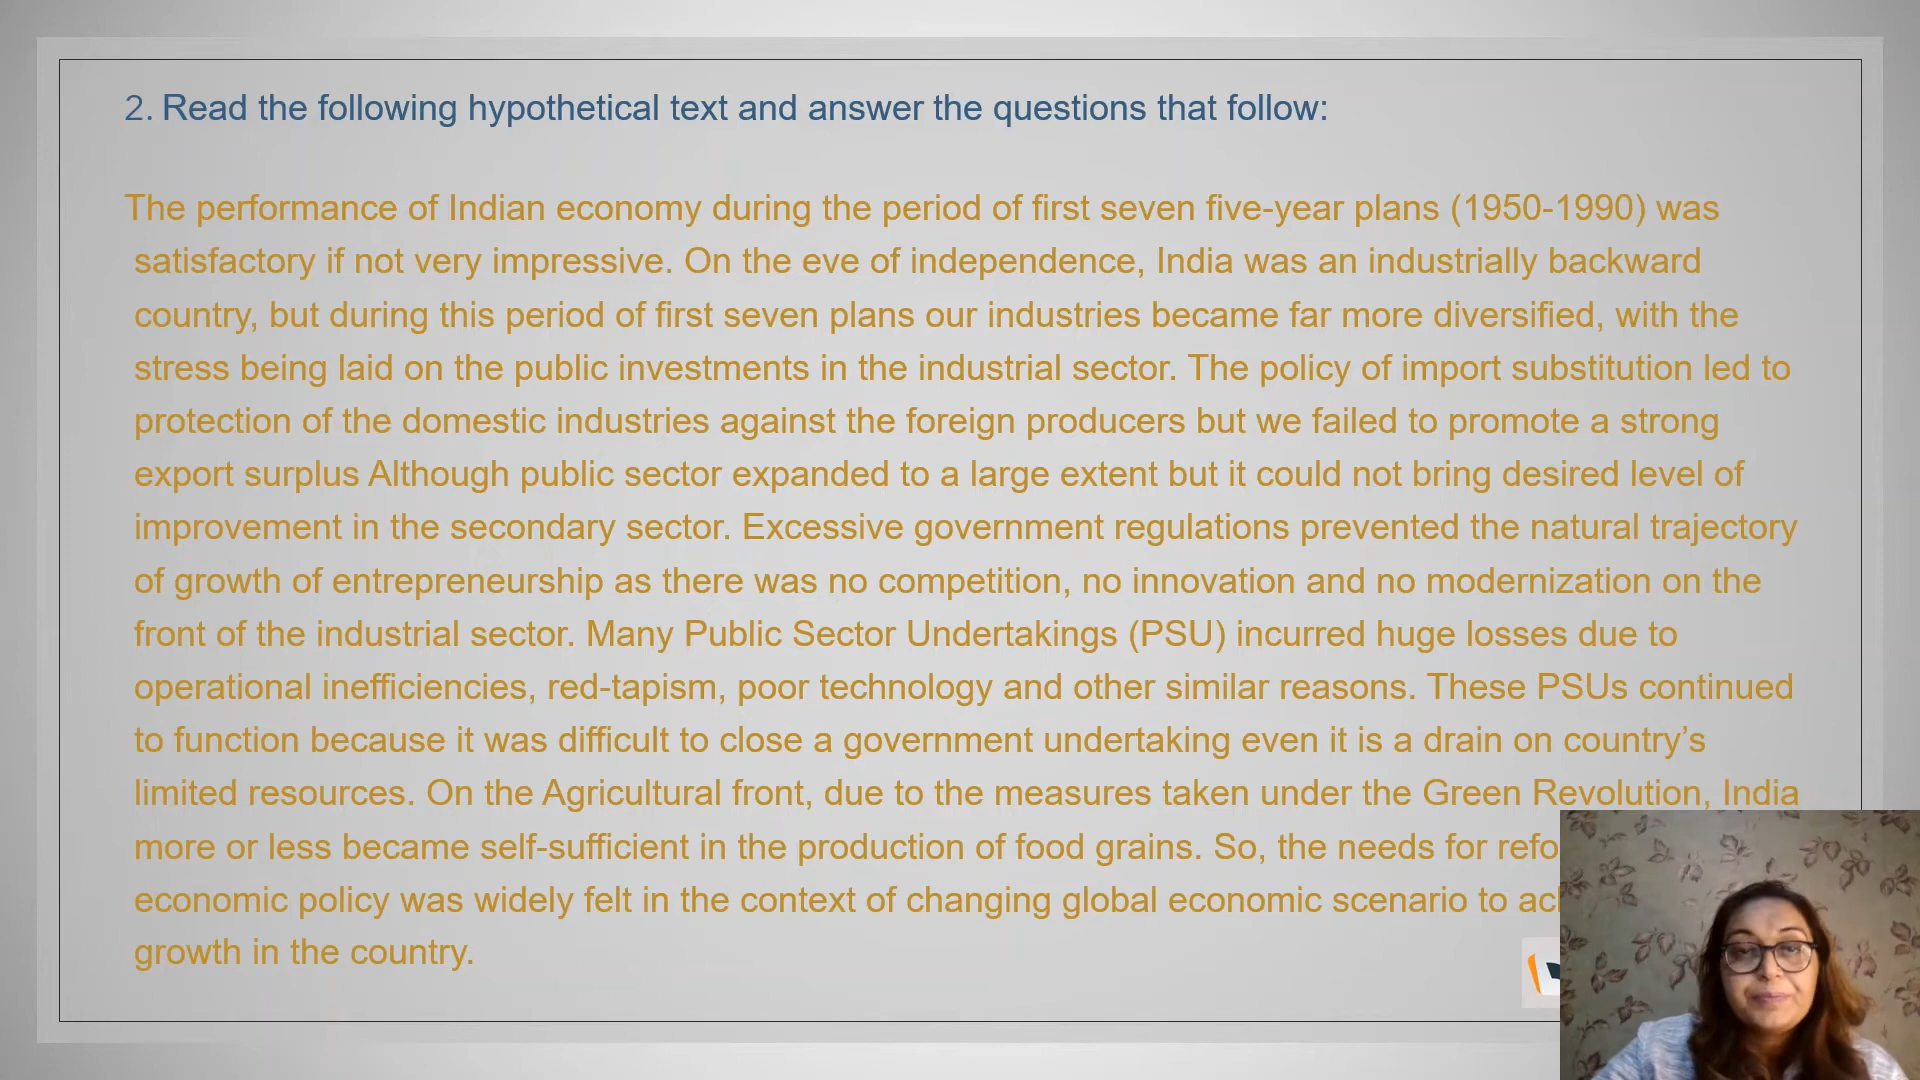 2. Read the following hypothetical text and answer the questions that follow:
The performance of Indian economy during the period of first seven five-year plans (1950-1990) was
satisfactory if not very impressive. On the eve of independence, India was an industrially backward
country, but during this period of first seven plans our industries became far more diversified, with the
stress being laid on the public investments in the industrial sector. The policy of import substitution led to
protection of the domestic industries against the foreign producers but we failed to promote a strong
export surplus Although public sector expanded to a large extent but it could not bring desired level of
improvement in the secondary sector. Excessive government regulations prevented the natural trajectory
of growth of entrepreneurship as there was no competition, no innovation and no modernization on the
front of the industrial sector. Many Public Sector Undertakings (PSU) incurred huge losses due to
operational inefficiencies, red-tapism, poor technology and other similar reasons. These PSUs continued
to function because it was difficult to close a government undertaking even it is a drain on country’s
limited resources. On the Agricultural front, due to the measures taken under the Green Revolution, India
more or less became self-sufficient in the production of food grains. So, the needs for
economic policy was widely felt in the context of changing global economic scenario to
growth in the country.